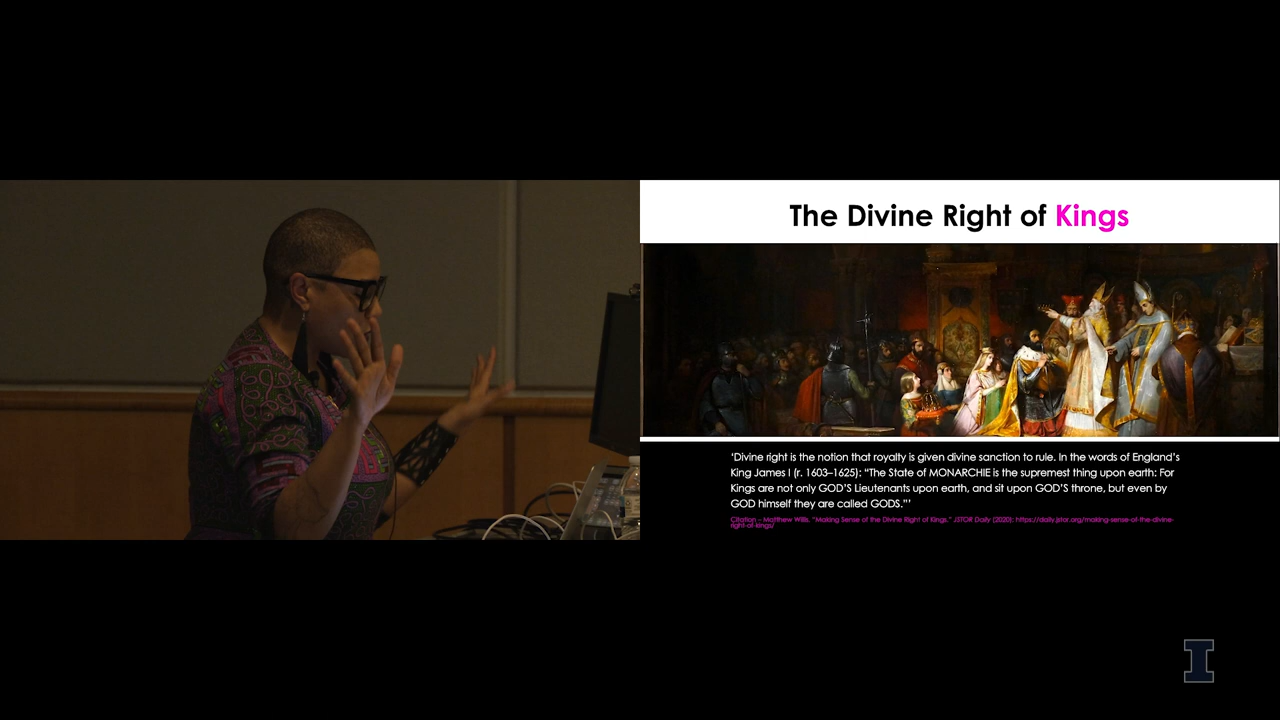 The Divine Right of Kings
‘Divine right is the notion that royalty is given divine sanction to rule. In the words of England’s
King James I (r. 1603–1625): “The State of MONARCHIE is the supremest thing upon earth: For
Kings are not only GOD’S Lieutenants upon earth, and sit upon GOD’S throne, but even by
GOD himself they are called GODS.”’
Citation – Matthew Wills. “Making Sense of the Divine Right of Kings.” JSTOR Daily (2020): https://daily.jstor.org/making-sense-of-the-divine-
right-of-kings/
I